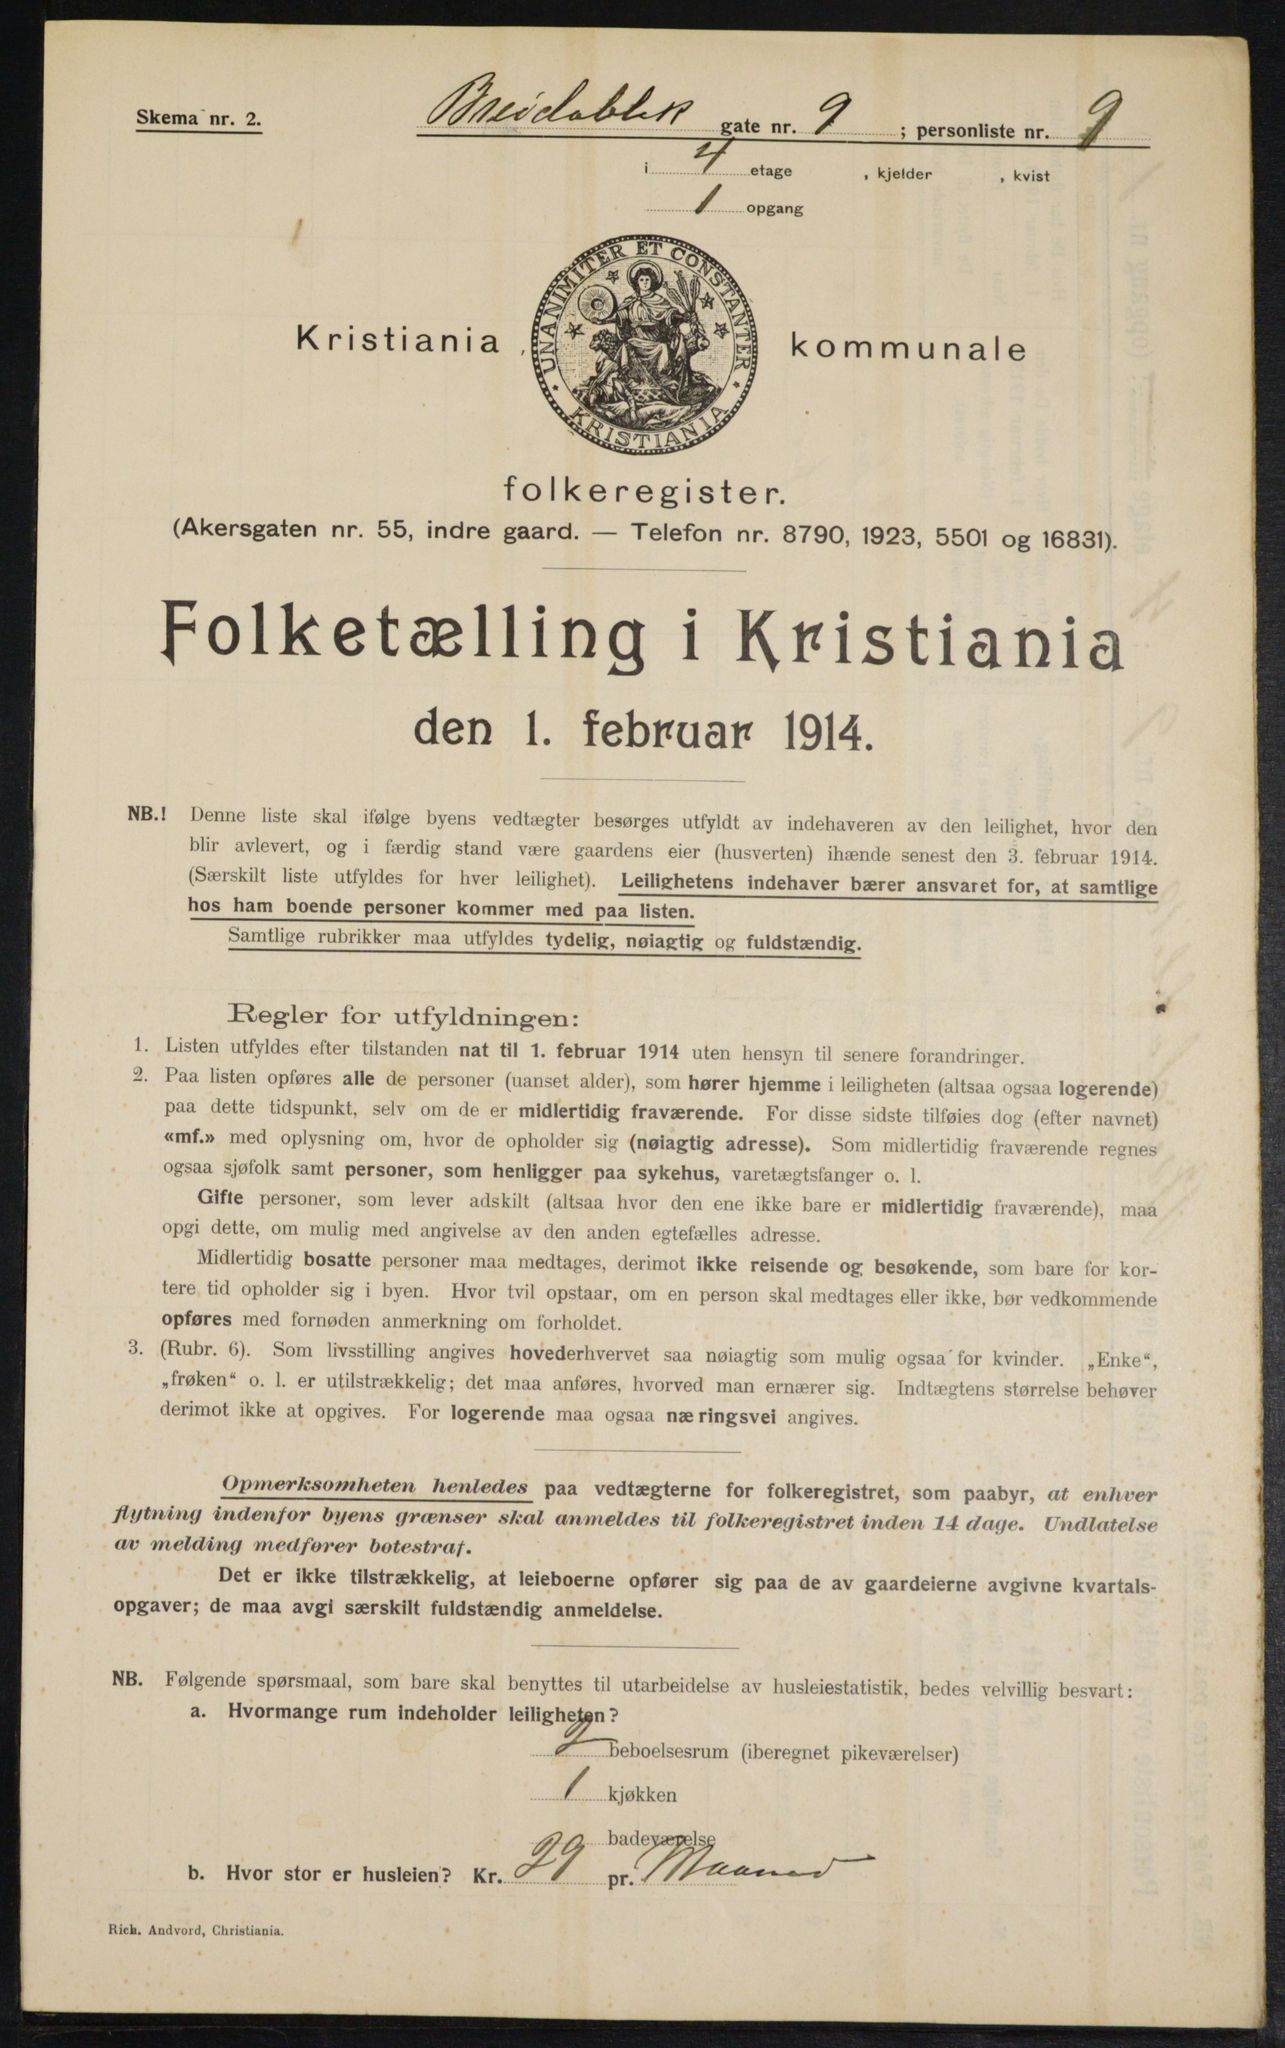 Skema nr. 2.
Breidablik gate nr. 9 ; personliste nr. 9
i 4 etage , kjelder , kvist
1 opgang
UNANIMITER ET CONSTANTER
KRISTIANIA
Kristiania kommunale
folkeregister.
(Akersgaten nr. 55, indre gaard. — Telefon nr. 8790, 1923, 5501 og 16831).
Folketælling i Kristiania
den 1. februar 1914.
NB.! Denne liste skal ifølge byens vedtægter besørges utfyldt av indehaveren av den leilighet, hvor den
blir avlevert, og i færdig stand være gaardens eier (husverten) ihænde senest den 3. februar 1914.
(Særskilt liste utfyldes for hver leilighet). Leilighetens indehaver bærer ansvaret for, at samtlige
hos ham boende personer kommer med paa listen.
Samtlige rubrikker maa utfyldes tydelig, nøiagtig og fuldstændig.
Regler for utfyldningen:
1. Listen utfyldes efter tilstanden nat til 1. februar 1914 uten hensyn til senere forandringer.
2. Paa listen opføres alle de personer (uanset alder), som hører hjemme i leiligheten (altsaa ogsaa logerende)
paa dette tidspunkt, selv om de er midlertidig fraværende. For disse sidste tilføies dog (efter navnet)
«mf.» med oplysning om, hvor de opholder sig (nøiagtig adresse). Som midlertidig fraværende regnes
ogsaa sjøfolk samt personer, som henligger paa sykehus, varetægtsfanger o. l.
Gifte personer, som lever adskilt (altsaa hvor den ene ikke bare er midlertidig fraværende), maa
opgi dette, om mulig med angivelse av den anden egtefælles adresse.
Midlertidig bosatte personer maa medtages, derimot ikke reisende og besøkende, som bare for kor-
tere tid opholder sig i byen. Hvor tvil opstaar, om en person skal medtages eller ikke, bør vedkommende
opføres med fornøden anmerkning om forholdet.
3. (Rubr. 6). Som livsstilling angives hovederhvervet saa nøiagtig som mulig ogsaa for kvinder. „Enke“,
„frøken“ o. l. er utilstrækkelig; det maa anføres, hvorved man ernærer sig. Indtægtens størrelse behøver
derimot ikke at opgives. For logerende maa ogsaa næringsvei angives.
Opmerksomheten henledes paa vedtægterne for folkeregistret, som paabyr, at enhver
flytning indenfor byens grænser skal anmeldes til folkeregistret inden 14 dage. Undlatelse
av melding medfører bøtestraf.
Det er ikke tilstrækkelig, at leieboerne opfører sig paa de av gaardeierne avgivne kvartals-
opgaver; de maa avgi særskilt fuldstændig anmeldelse.
NB. Følgende spørsmaal, som bare skal benyttes til utarbeidelse av husleiestatistik, bedes velvillig besvart:
a. Hvormange rum indeholder leiligheten?
2 beboelsesrum (iberegnet pikeværelser)
1 kjøkken
badeværelse
b. Hvor stor er husleien? Kr. 29 pr. Maaned
Rich. Andvord, Christiania.